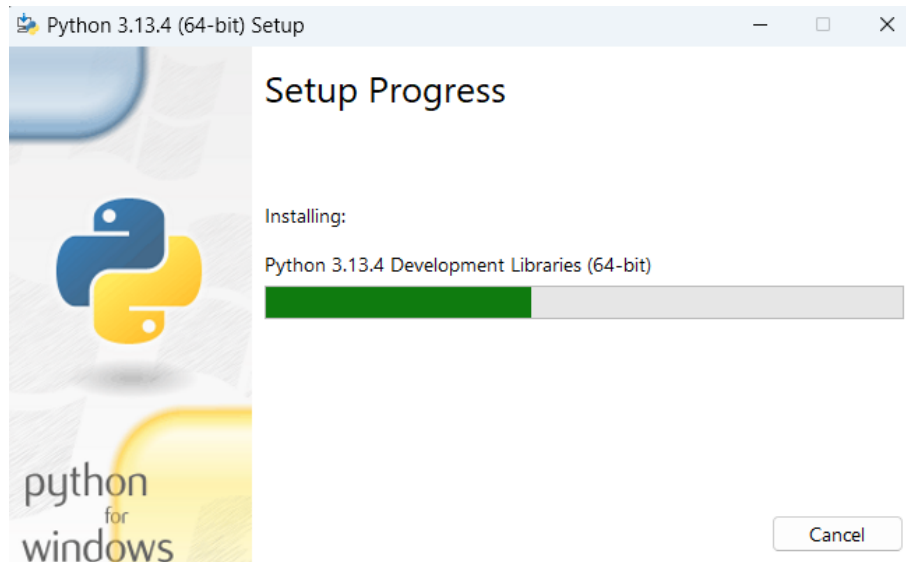 Python 3.13.4 (64-bit) Setup
Setup Progress
Installing:
Python 3.13.4 Development Libraries (64-bit)
python
for
windows
Cancel